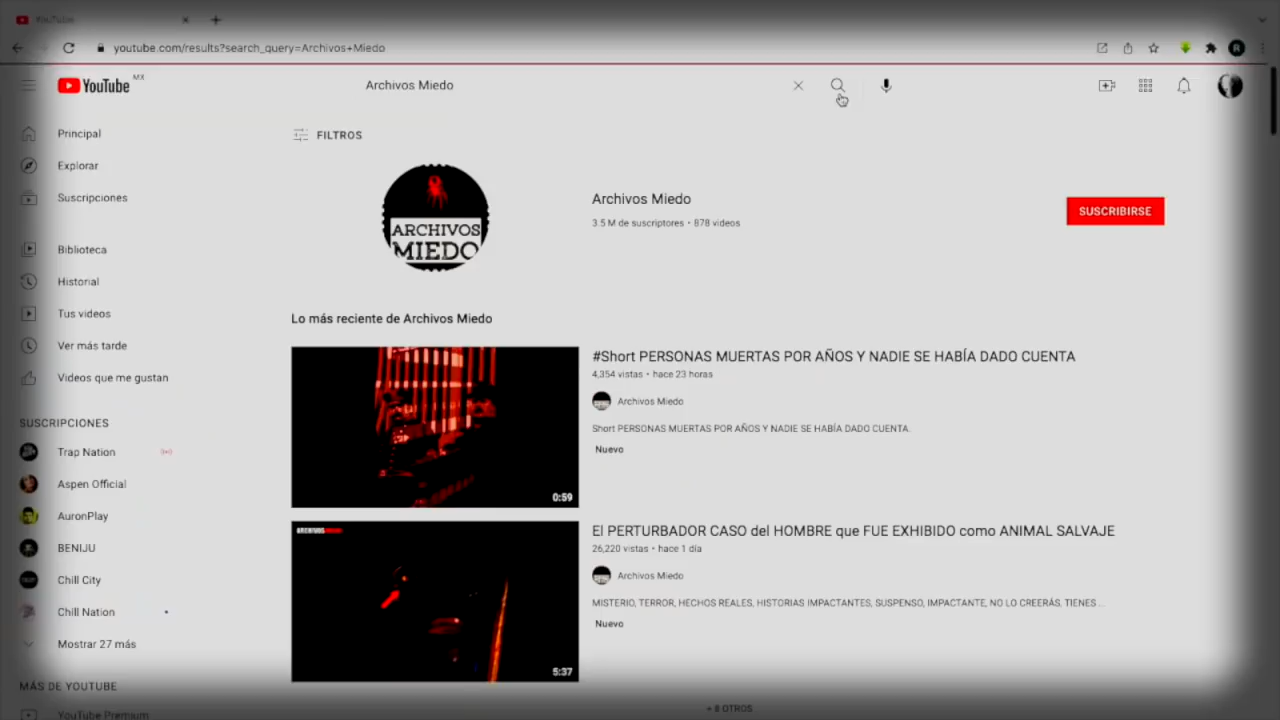 YouTube
youtube.com/results?search_query=Archivos+Miedo
YouTube MX
Archivos Miedo
Principal
Explorar
Suscripciones
Biblioteca
Historial
Tus videos
Ver más tarde
Videos que me gustan
SUSCRIPCIONES
Trap Nation
Aspen Official
AuronPlay
BENIJU
Chill City
Chill Nation
Mostrar 27 más
MÁS DE YOUTUBE
YouTube Premium
FILTROS
ARCHIVOS
MIEDO
Archivos Miedo
3.5 M de suscriptores • 878 videos
SUSCRIBIRSE
Lo más reciente de Archivos Miedo
0:59
#Short PERSONAS MUERTAS POR AÑOS Y NADIE SE HABÍA DADO CUENTA
4,354 vistas • hace 23 horas
Archivos Miedo
Short PERSONAS MUERTAS POR AÑOS Y NADIE SE HABÍA DADO CUENTA.
Nuevo
5:37
El PERTURBADOR CASO del HOMBRE que FUE EXHIBIDO como ANIMAL SALVAJE
26,220 vistas • hace 1 día
Archivos Miedo
MISTERIO, TERROR, HECHOS REALES, HISTORIAS IMPACTANTES, SUSPENSO, IMPACTANTE, NO LO CREERÁS, TIENES ...
Nuevo
+ 8 OTROS